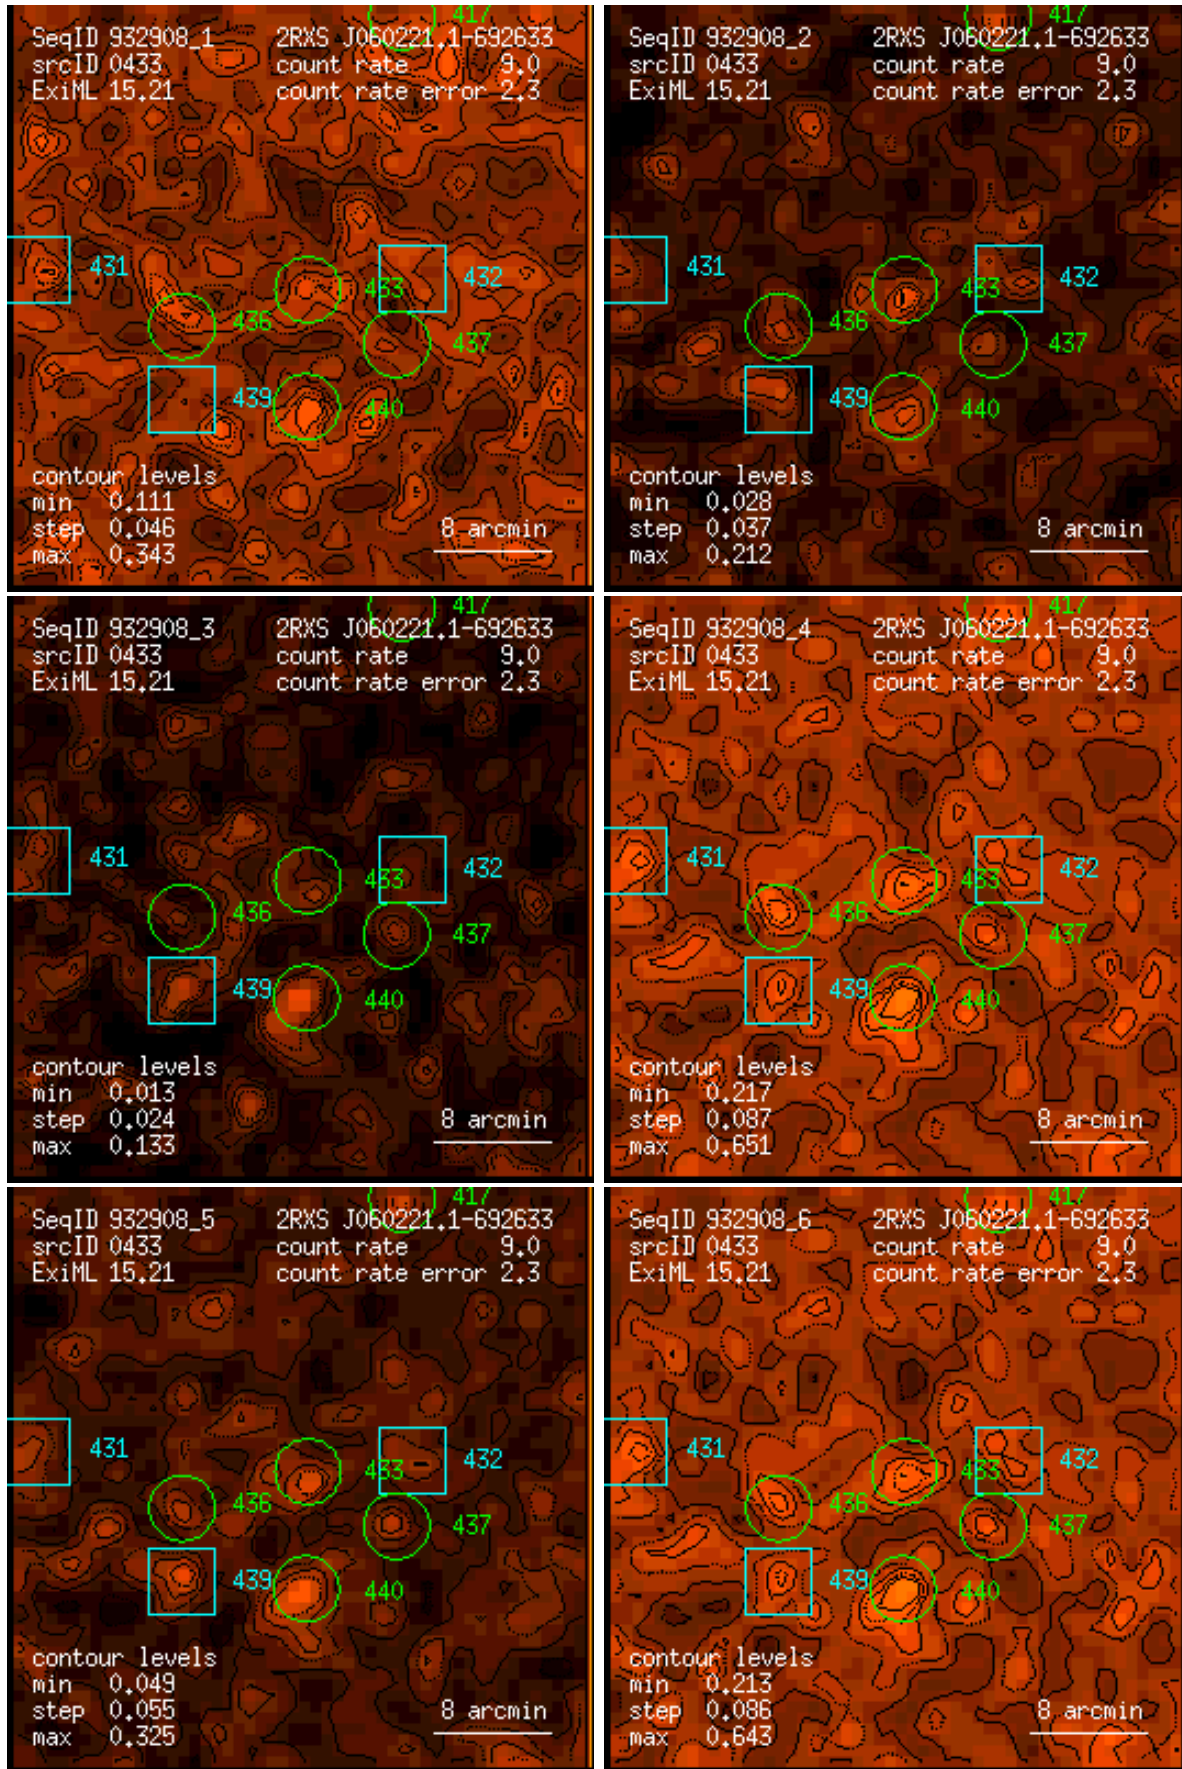 417
SeqID 932908_1 2RXS J060221.1-692633
srcID 0433 count rate 9.0
ExiML 15.21 count rate error 2.3
431
433
432
436
437
439
440
contour levels
min 0.111
step 0.046 8 arcmin
max 0.343
417
SeqID 932908_2 2RXS J060221.1-692633
srcID 0433 count rate 9.0
ExiML 15.21 count rate error 2.3
431
433
432
436
437
439
440
contour levels
min 0.028
step 0.037 8 arcmin
max 0.212
417
SeqID 932908_3 2RXS J060221.1-692633
srcID 0433 count rate 9.0
ExiML 15.21 count rate error 2.3
431
433
432
436
437
439
440
contour levels
min 0.013
step 0.024 8 arcmin
max 0.133
417
SeqID 932908_4 2RXS J060221.1-692633
srcID 0433 count rate 9.0
ExiML 15.21 count rate error 2.3
431
433
432
436
437
439
440
contour levels
min 0.217
step 0.087 8 arcmin
max 0.651
417
SeqID 932908_5 2RXS J060221.1-692633
srcID 0433 count rate 9.0
ExiML 15.21 count rate error 2.3
431
433
432
436
437
439
440
contour levels
min 0.049
step 0.055 8 arcmin
max 0.325
417
SeqID 932908_6 2RXS J060221.1-692633
srcID 0433 count rate 9.0
ExiML 15.21 count rate error 2.3
431
433
432
436
437
439
440
contour levels
min 0.213
step 0.086 8 arcmin
max 0.643